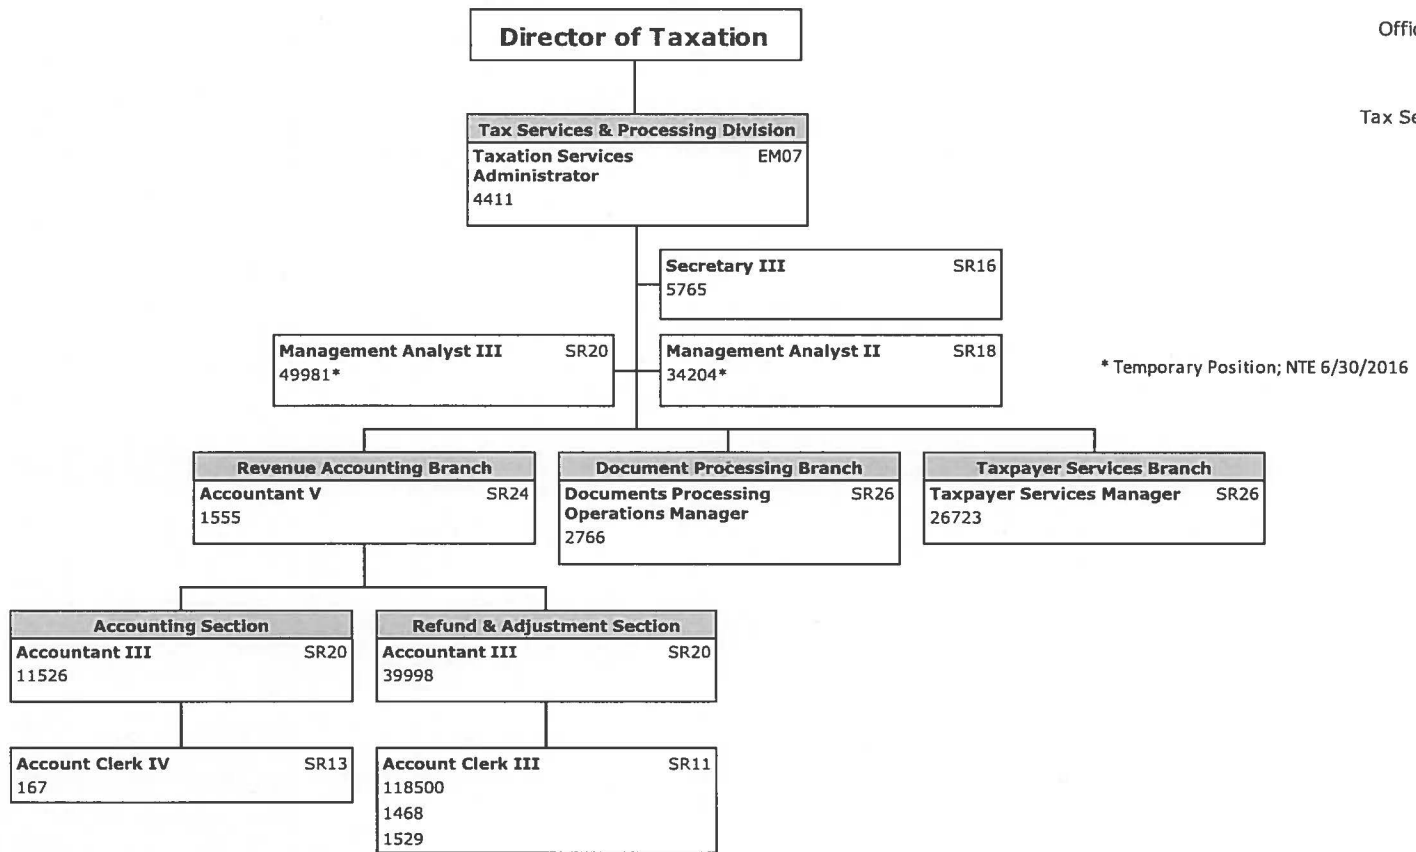 Director of Taxation
Tax Services & Processing Division
Taxation Services Administrator EM07
4411
Secretary III SR16
5765
Management Analyst III SR20
49981*
Management Analyst II SR18
34204*
* Temporary Position; NTE 6/30/2016
Revenue Accounting Branch
Accountant V SR24
1555
Document Processing Branch
Documents Processing SR26
Operations Manager
2766
Taxpayer Services Branch
Taxpayer Services Manager SR26
26723
Accounting Section
Accountant III SR20
11526
Refund & Adjustment Section
Accountant III SR20
39998
Account Clerk IV SR13
167
Account Clerk III SR11
118500
1468
1529
Tax Se